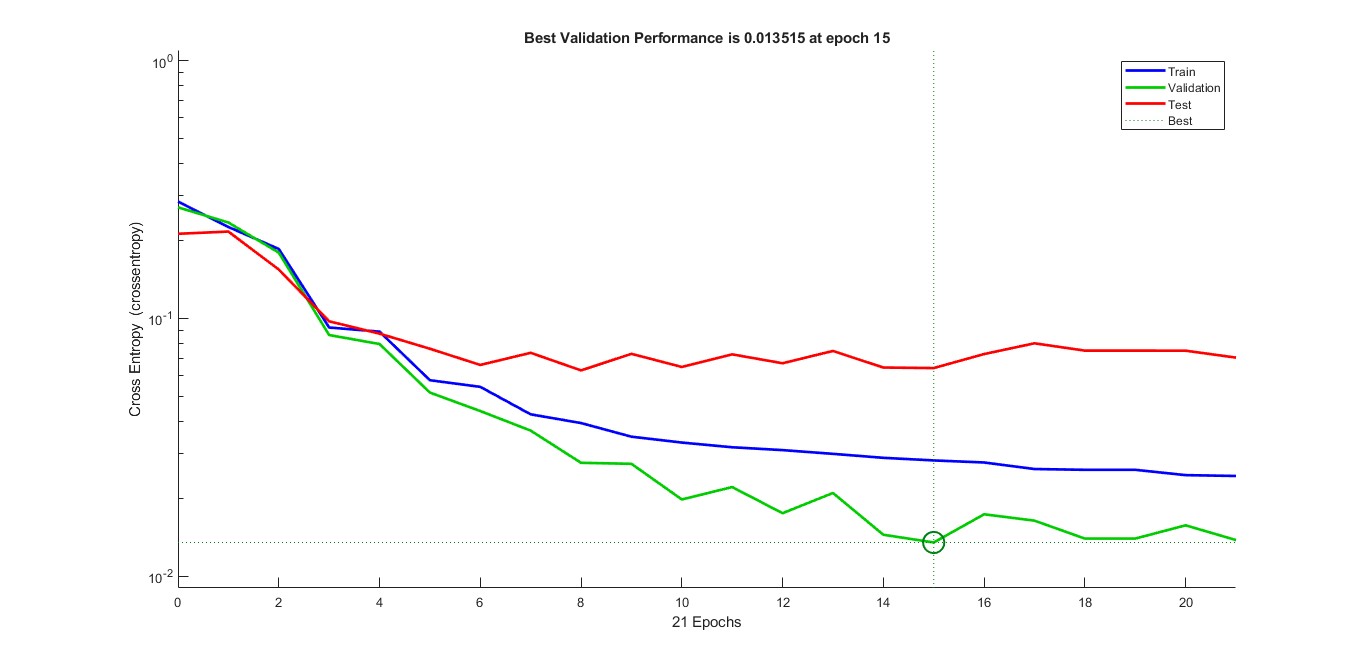 Best Validation Performance is 0.013515 at epoch 15
Train
Validation
Test
Best
Cross Entropy (crossentropy)
10^0
10^-1
10^-2
0 2 4 6 8 10 12 14 16 18 20
21 Epochs